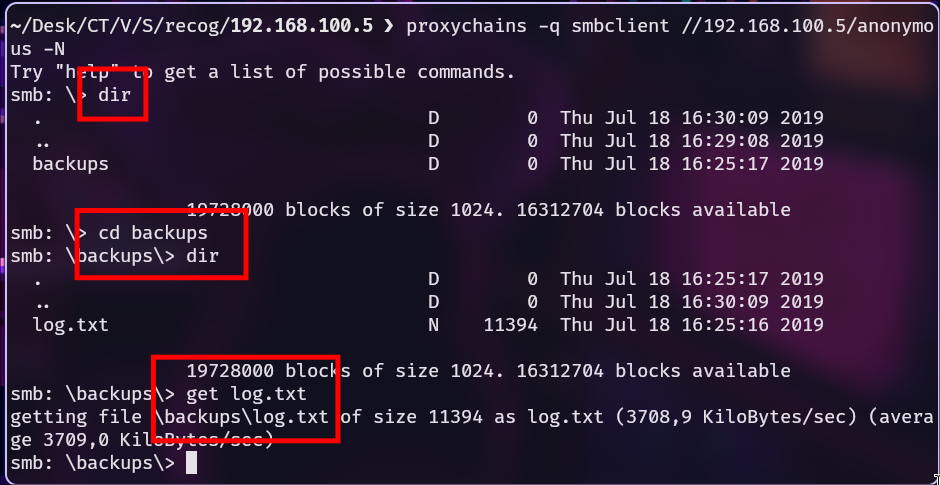 ~/Desk/CT/V/S/recog/192.168.100.5 ❯ proxychains -q smbclient //192.168.100.5/anonymo
us -N
Try "help" to get a list of possible commands.
smb: \> dir
  .                                   D        0  Thu Jul 18 16:30:09 2019
  ..                                  D        0  Thu Jul 18 16:29:08 2019
  backups                             D        0  Thu Jul 18 16:25:17 2019
                19728000 blocks of size 1024. 16312704 blocks available
smb: \> cd backups
smb: \backups\> dir
  .                                   D        0  Thu Jul 18 16:25:17 2019
  ..                                  D        0  Thu Jul 18 16:30:09 2019
  log.txt                             N    11394  Thu Jul 18 16:25:16 2019
                19728000 blocks of size 1024. 16312704 blocks available
smb: \backups\> get log.txt
getting file \backups\log.txt of size 11394 as log.txt (3708,9 KiloBytes/sec) (avera
ge 3709,0 KiloBytes/sec)
smb: \backups\>